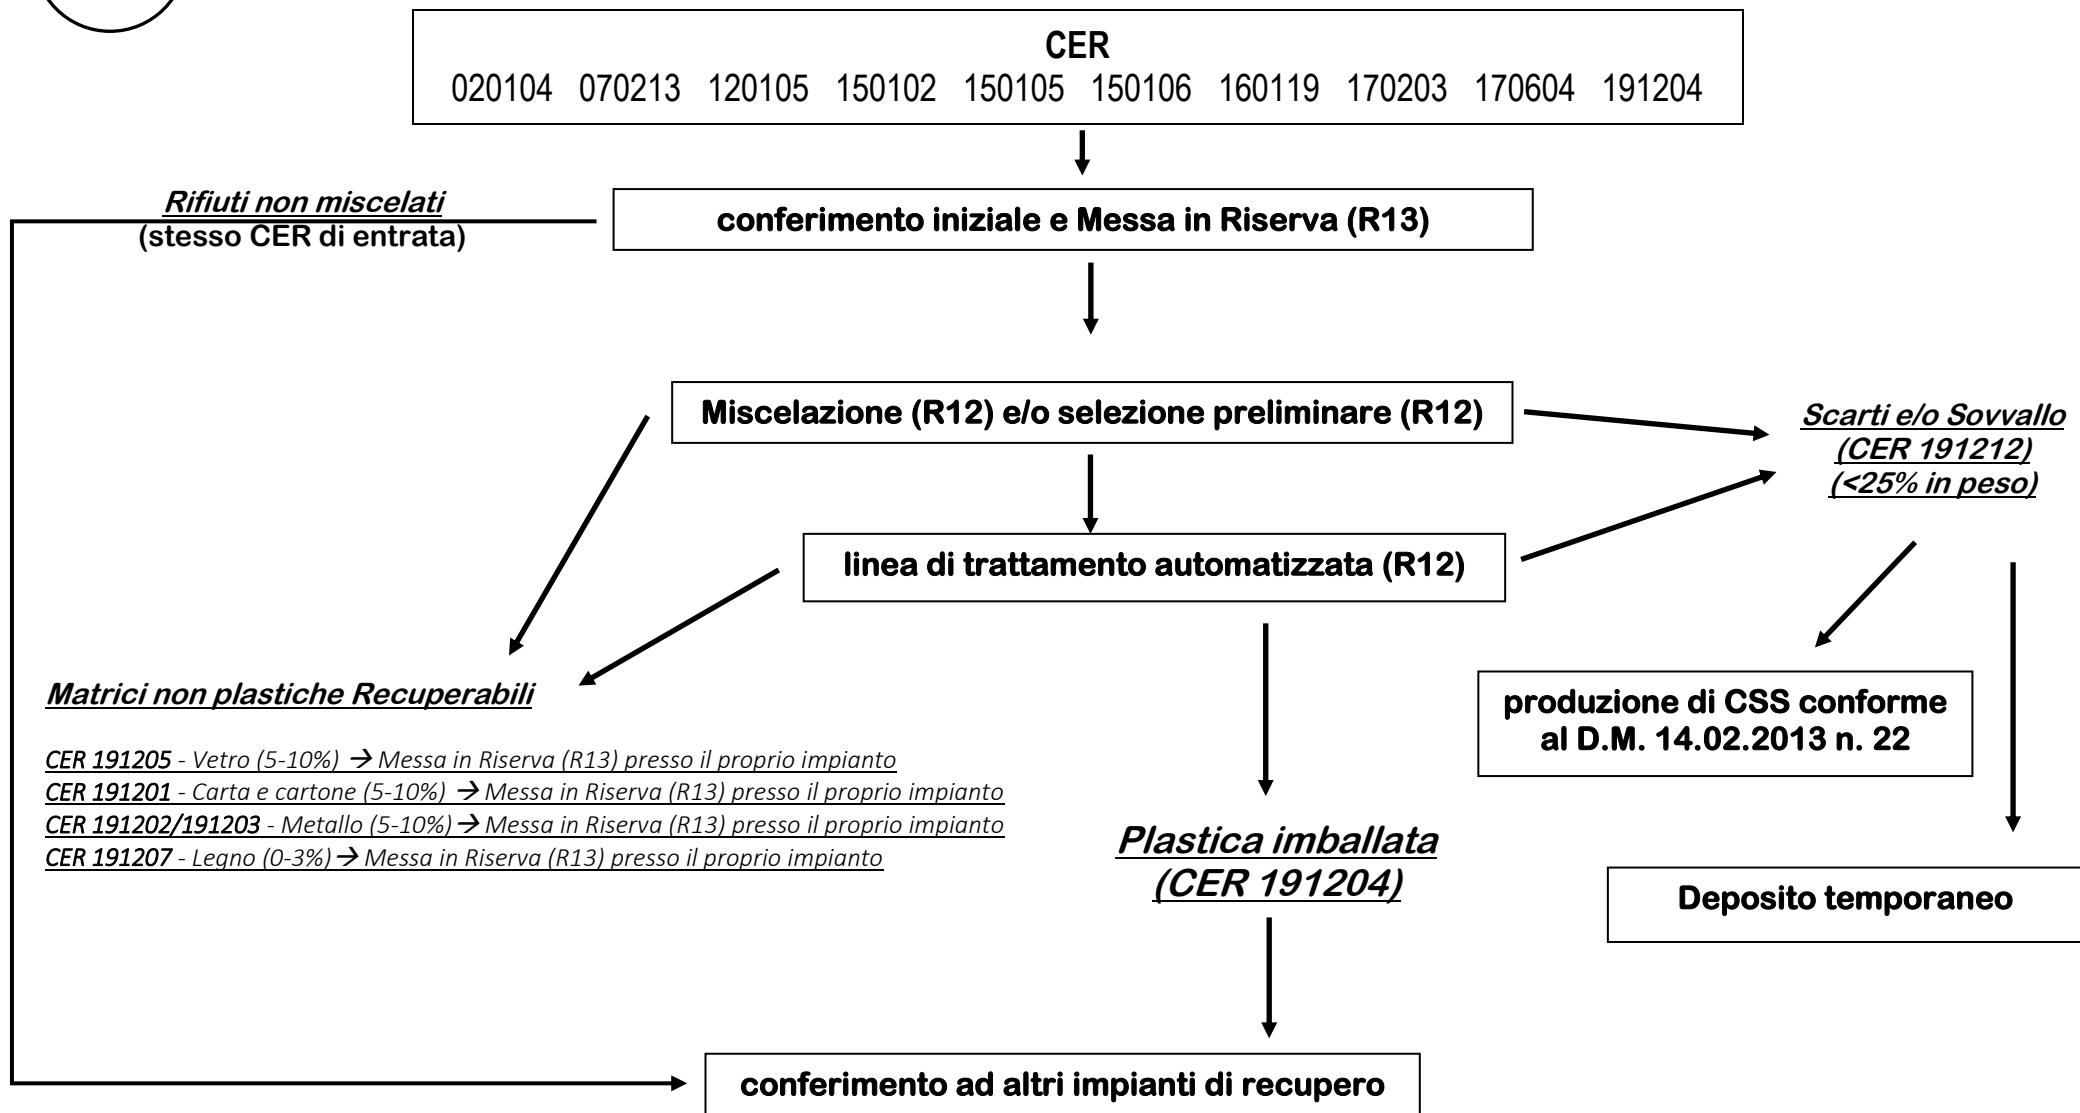 CER
020104 070213 120105 150102 150105 150106 160119 170203 170604 191204
Rifiuti non miscelati
(stesso CER di entrata)
conferimento iniziale e Messa in Riserva (R13)
Miscelazione (R12) e/o selezione preliminare (R12)
Scarti e/o Sovvallo
(CER 191212)
(<25% in peso)
linea di trattamento automatizzata (R12)
Matrici non plastiche Recuperabili
CER 191205 - Vetro (5-10%) → Messa in Riserva (R13) presso il proprio impianto
CER 191201 - Carta e cartone (5-10%) → Messa in Riserva (R13) presso il proprio impianto
CER 191202/191203 - Metallo (5-10%) → Messa in Riserva (R13) presso il proprio impianto
CER 191207 - Legno (0-3%) → Messa in Riserva (R13) presso il proprio impianto
produzione di CSS conforme
al D.M. 14.02.2013 n. 22
Plastica imballata
(CER 191204)
Deposito temporaneo
conferimento ad altri impianti di recupero